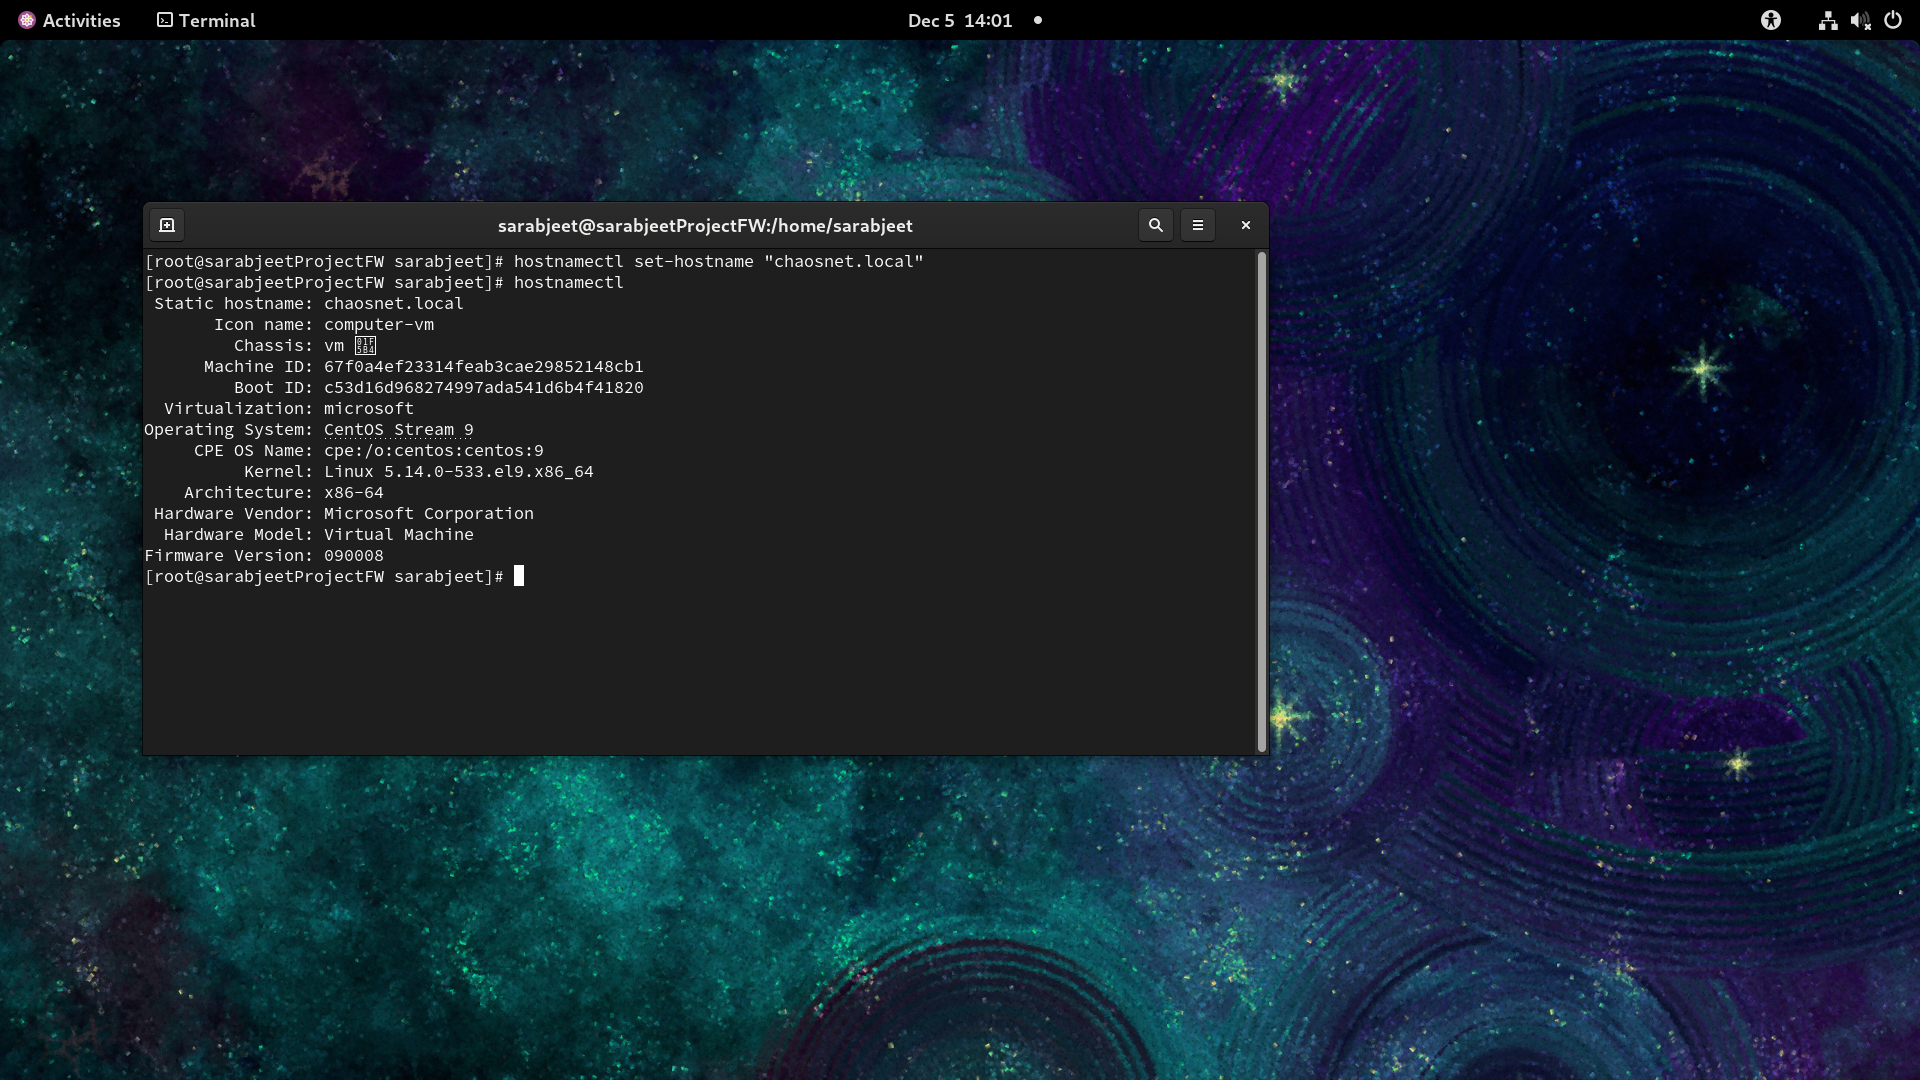 Activities
Terminal
Dec 5 14:01
sarabjeet@sarabjeetProjectFW:/home/sarabjeet
[root@sarabjeetProjectFW sarabjeet]# hostnamectl set-hostname "chaosnet.local"
[root@sarabjeetProjectFW sarabjeet]# hostnamectl
Static hostname: chaosnet.local
Icon name: computer-vm
Chassis: vm
Machine ID: 67f0a4ef23314feab3cae29852148cb1
Boot ID: c53d16d968274997ada541d6b4f41820
Virtualization: microsoft
Operating System: CentOS Stream 9
CPE OS Name: cpe:/o:centos:centos:9
Kernel: Linux 5.14.0-533.el9.x86_64
Architecture: x86-64
Hardware Vendor: Microsoft Corporation
Hardware Model: Virtual Machine
Firmware Version: 090008
[root@sarabjeetProjectFW sarabjeet]#